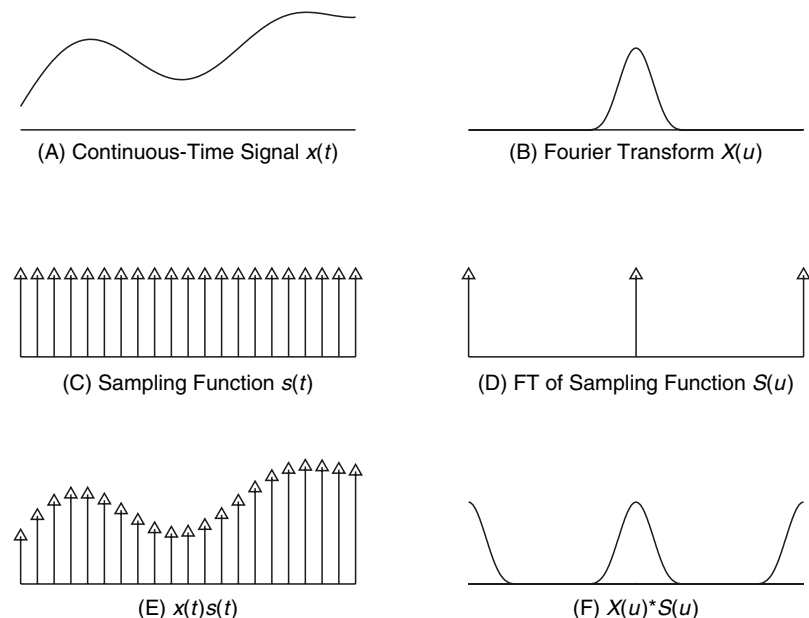 (A) Continuous-Time Signal x(t)
(B) Fourier Transform X(u)
(C) Sampling Function s(t)
(D) FT of Sampling Function S(u)
(E) x(t)s(t)
(F) X(u)*S(u)